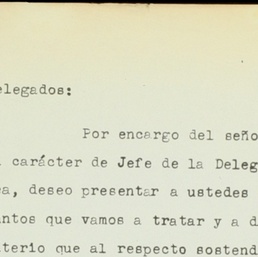 elegados:
Por encargo del seño
carácter de Jefe de la Deleg
a, deseo presentar a ustedes
ntos que vamos a tratar y a d
terio que al respecto sostend